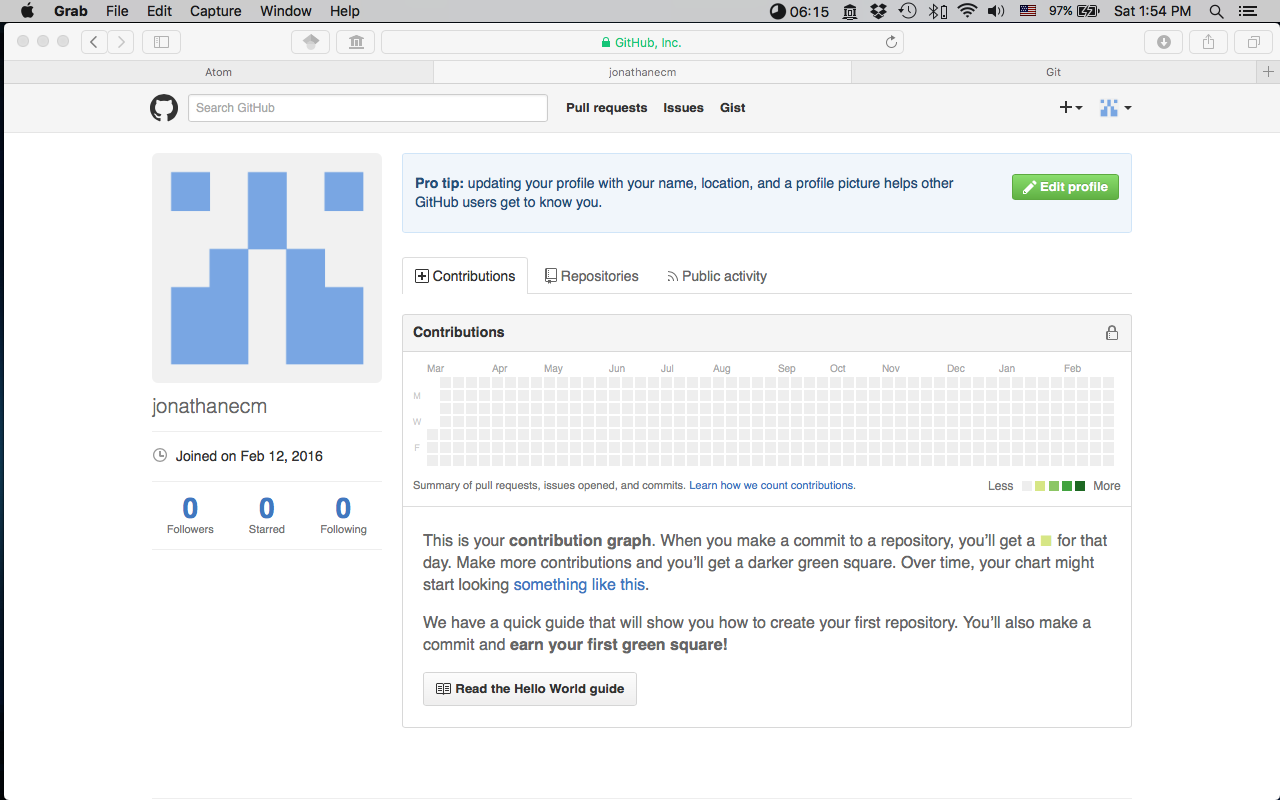 Grab File Edit Capture Window Help 06:15 97% Sat 1:54 PM
GitHub, Inc.
Atom jonathanecm Git
Search GitHub Pull requests Issues Gist
Pro tip: updating your profile with your name, location, and a profile picture helps other
GitHub users get to know you.
Edit profile
Contributions Repositories Public activity
Contributions
Mar Apr May Jun Jul Aug Sep Oct Nov Dec Jan Feb
M
W
F
Summary of pull requests, issues opened, and commits. Learn how we count contributions. Less More
jonathanecm
Joined on Feb 12, 2016
0 0 0
Followers Starred Following
This is your contribution graph. When you make a commit to a repository, you’ll get a for that
day. Make more contributions and you’ll get a darker green square. Over time, your chart might
start looking something like this.
We have a quick guide that will show you how to create your first repository. You’ll also make a
commit and earn your first green square!
Read the Hello World guide